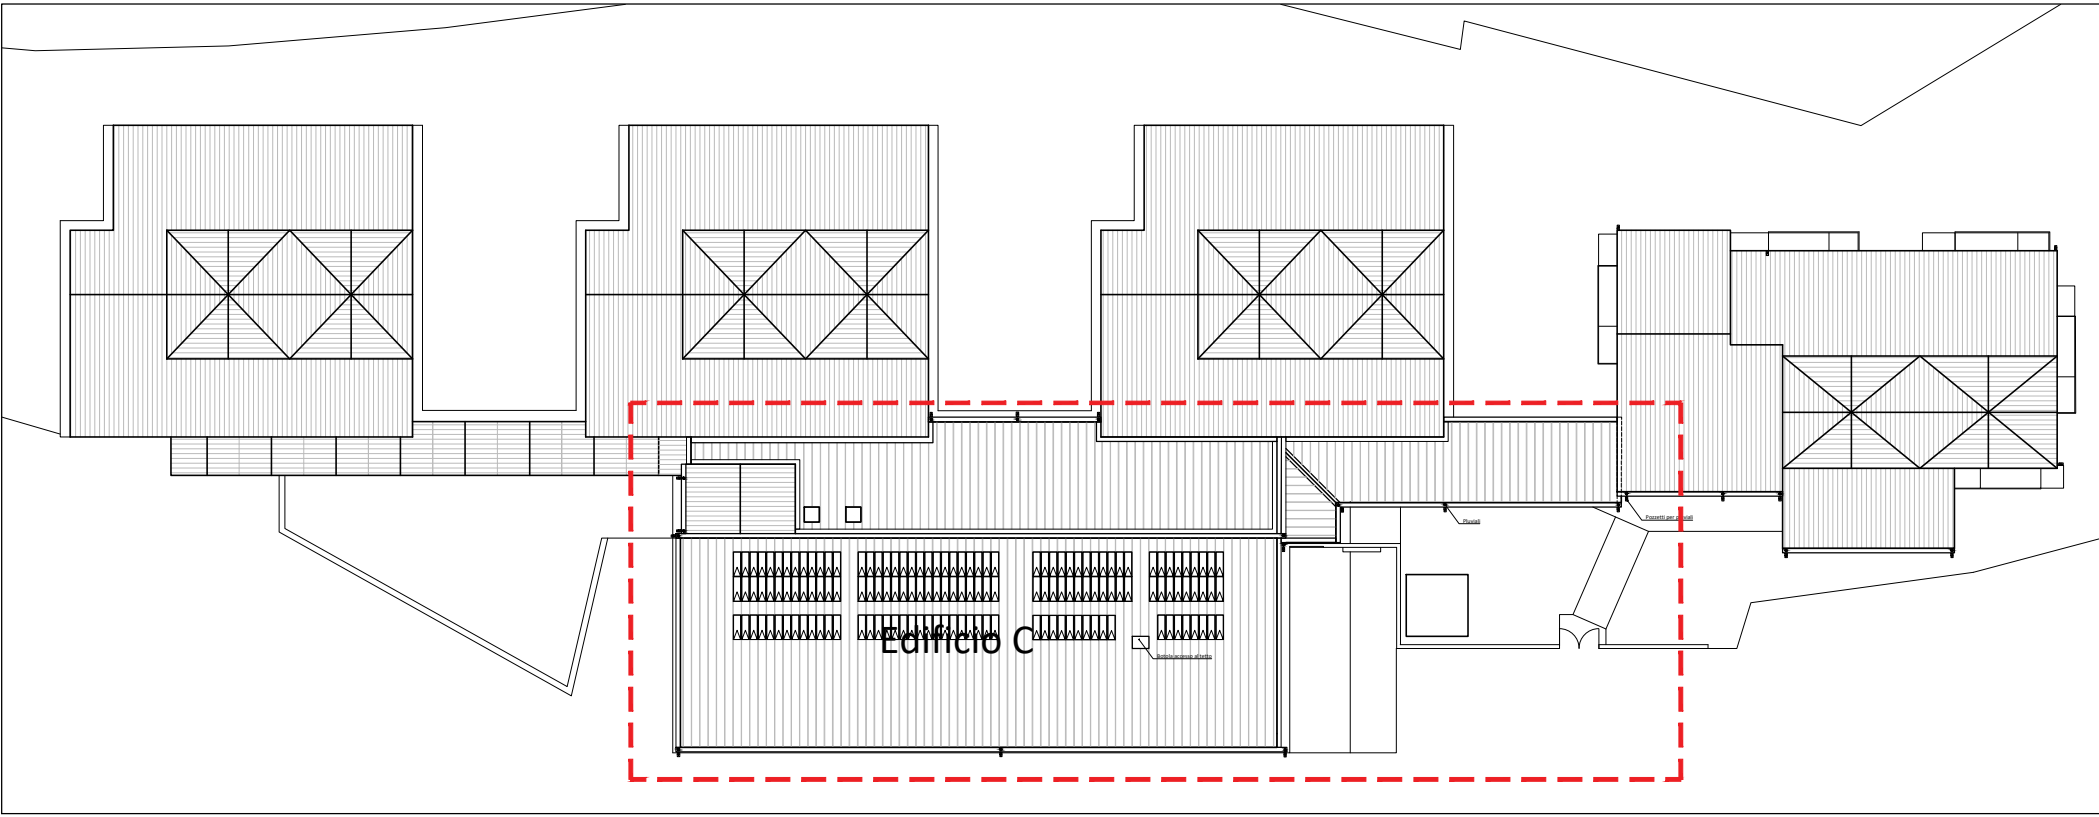 Pluviali
Pozzetti per pluviali
Edificio C
Botola accesso al tetto